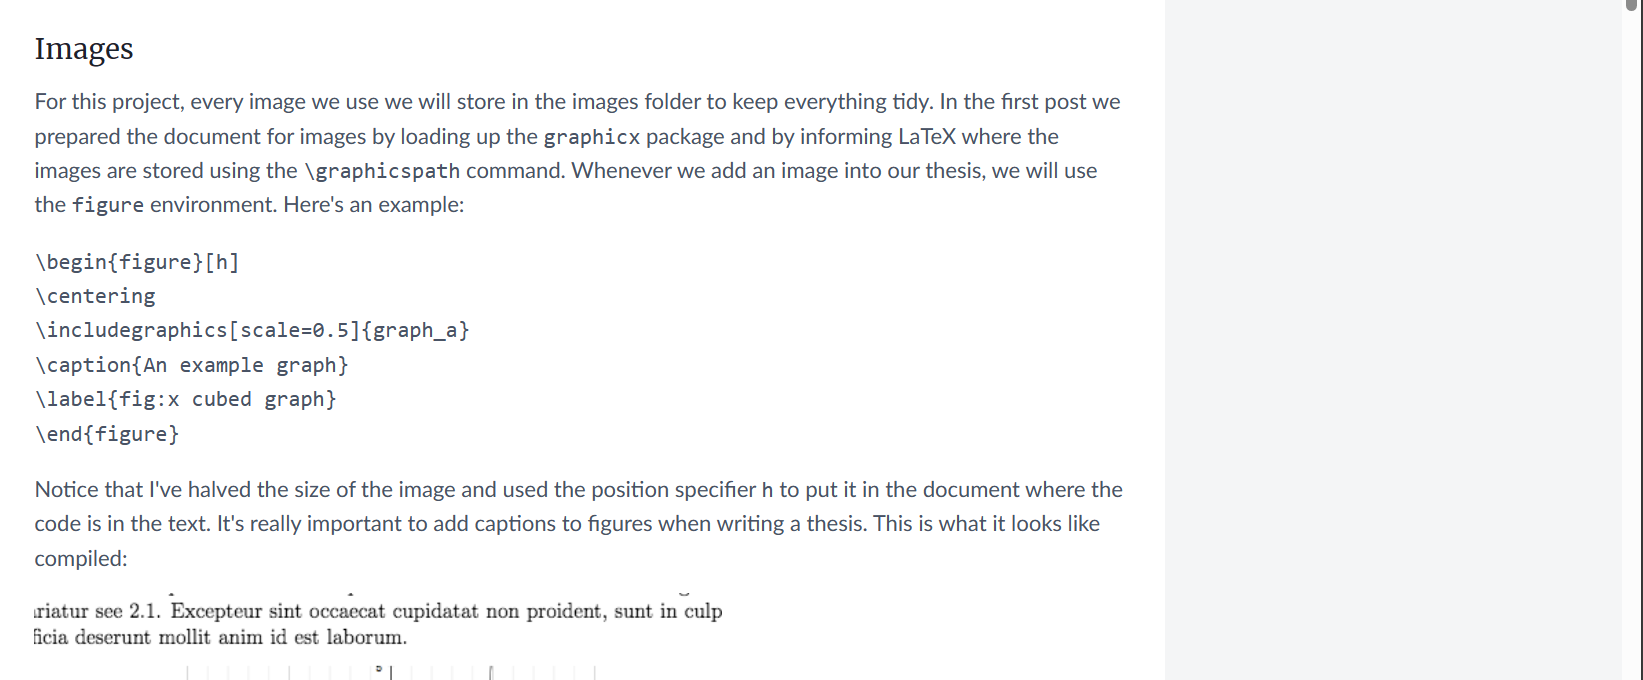 Images
For this project, every image we use we will store in the images folder to keep everything tidy. In the first post we
prepared the document for images by loading up the graphicx package and by informing LaTeX where the
images are stored using the \graphicspath command. Whenever we add an image into our thesis, we will use
the figure environment. Here's an example:
\begin{figure}[h]
\centering
\includegraphics[scale=0.5]{graph_a}
\caption{An example graph}
\label{fig:x cubed graph}
\end{figure}
Notice that I've halved the size of the image and used the position specifier h to put it in the document where the
code is in the text. It's really important to add captions to figures when writing a thesis. This is what it looks like
compiled:
riatur see 2.1. Excepteur sint occaecat cupidatat non proident, sunt in culp
ficia deserunt mollit anim id est laborum.